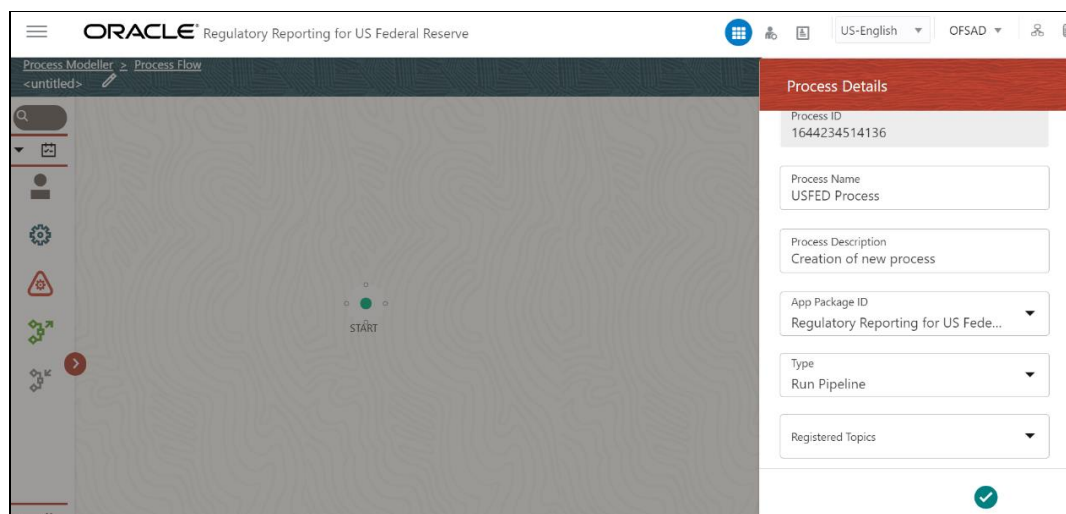 ORACLE® Regulatory Reporting for US Federal Reserve
US-English
OFSAD
Process Modeller > Process Flow
<untitled>
Process Details
Process ID
1644234514136
Process Name
USFED Process
Process Description
Creation of new process
App Package ID
Regulatory Reporting for US Fede...
START
Type
Run Pipeline
Registered Topics